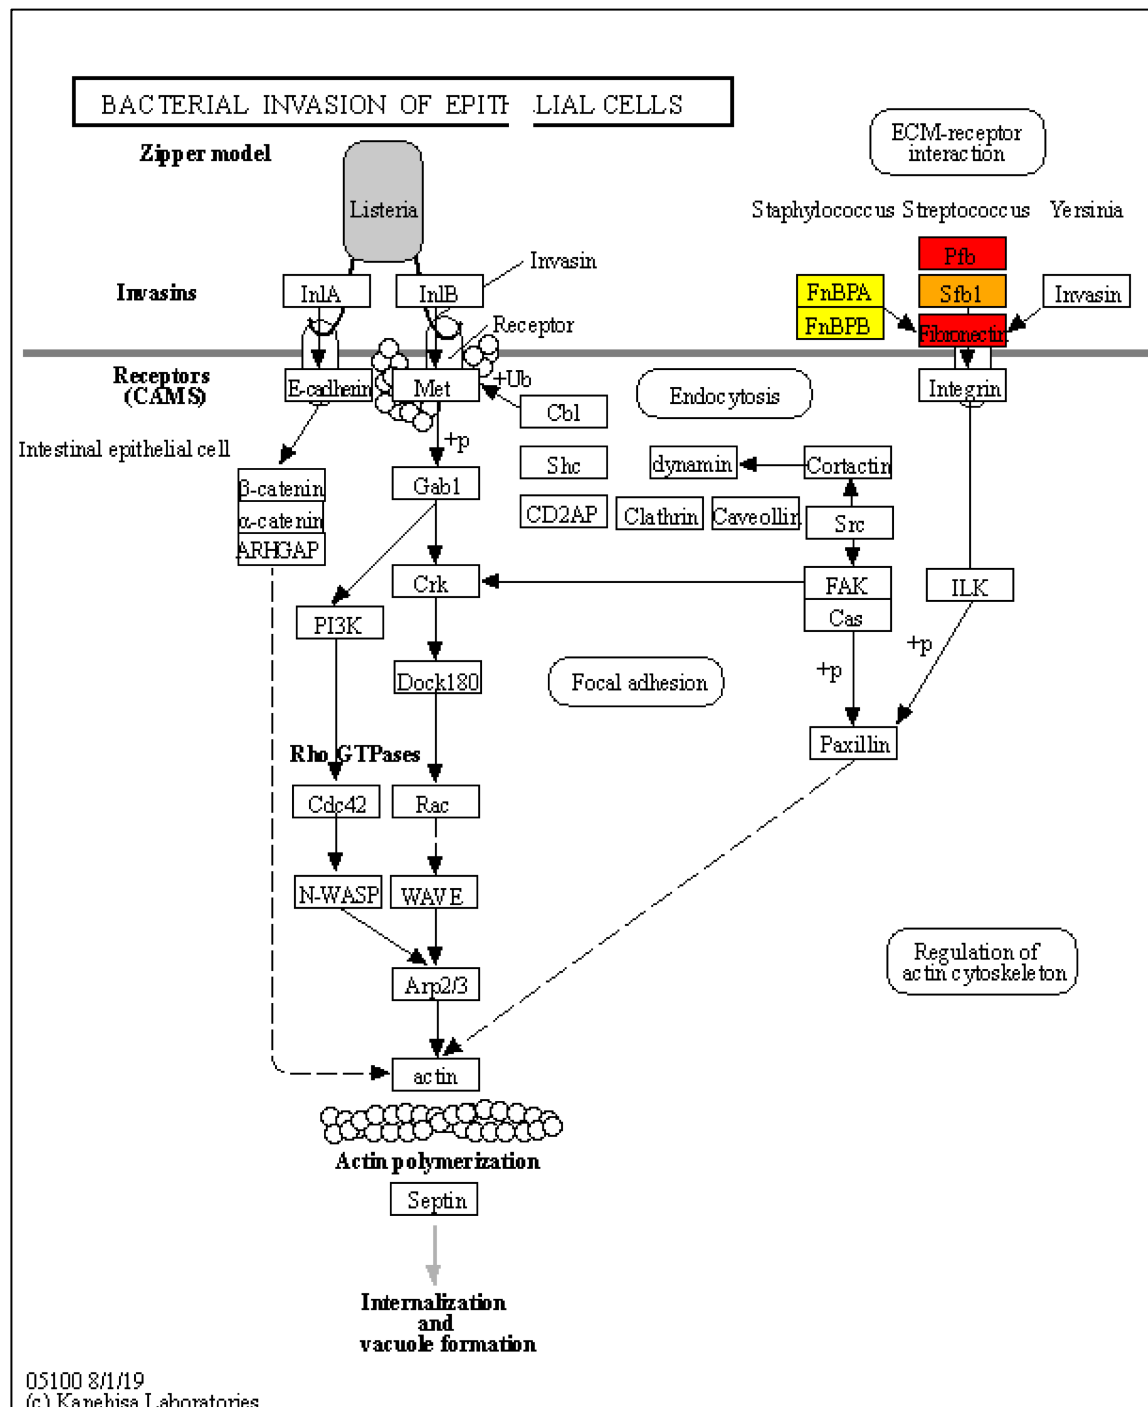 BACTERIAL INVASION OF EPITH LIAL CELLS
Zipper model
ECM-receptor
interaction
Listeria
Staphylococcus Streptococcus Yersinia
Pfb
Invasin
Invasins
InlA
InlB
FnBPA
Sfb1
Invasin
FnBPB
Fibronectin
Receptor
Receptors
(CAMS)
E-cadherin
Met
+Ub
Endocytosis
Integrin
Cb1
Intestinal epithelial cell
+p
Shc
dynamin
Cortactin
β-catenin
Gab1
α-catenin
CD2AP
Clathrin
Caveollin
Src
ARHGAP
Crk
FAK
ILK
PI3K
Cas
+p
+p
Dock180
Focal adhesion
Paxillin
Rho GTPases
Cdc42
Rac
N-WASP
WAVE
Regulation of
actin cytoskeleton
Arp2/3
actin
Actin polymerization
Septin
Internalization
and
vacuole formation
05100 8/1/19
(c) Kanehisa Laboratories